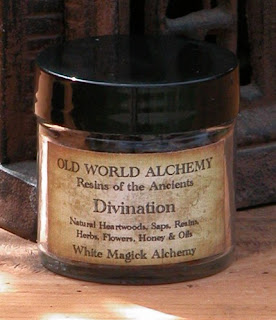 OLD WORLD ALCHEMY
Resins of the Ancients
Divination
Natural Heartwoods, Saps, Resins,
Herbs, Flowers, Honey & Oils
White Magick Alchemy